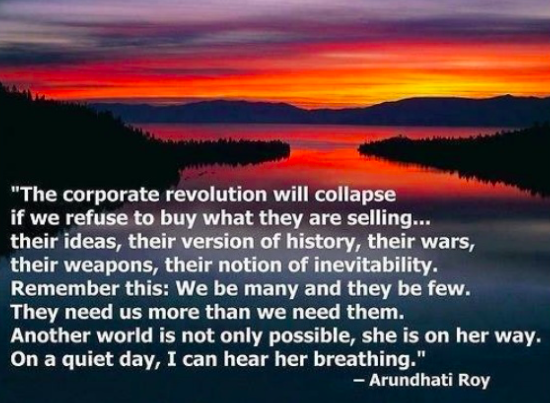 "The corporate revolution will collapse
if we refuse to buy what they are selling...
their ideas, their version of history, their wars,
their weapons, their notion of inevitability.
Remember this: We be many and they be few.
They need us more than we need them.
Another world is not only possible, she is on her way.
On a quiet day, I can hear her breathing."
– Arundhati Roy